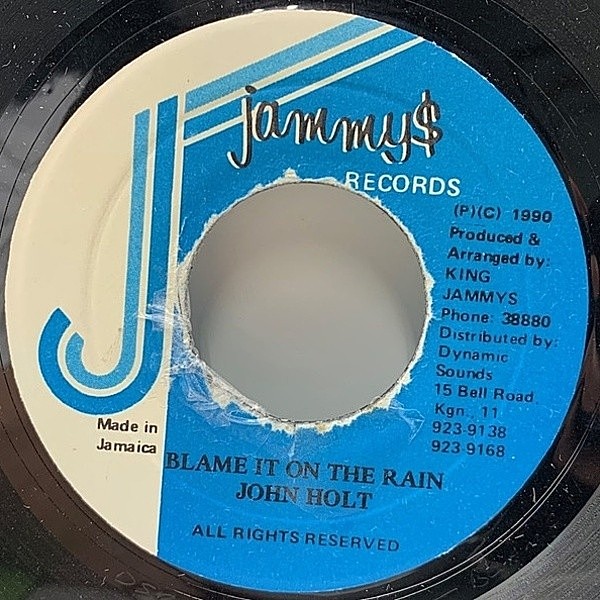 jammy$
RECORDS
(P)(C) 1990
Produced &
Arranged by:
KING
JAMMYS
Phone: 38880
Distributed by:
Dynamic
Sounds
15 Bell Road
Kgn., 11
923-9138
923-9168
Made in
Jamaica
BLAME IT ON THE RAIN
JOHN HOLT
ALL RIGHTS RESERVED